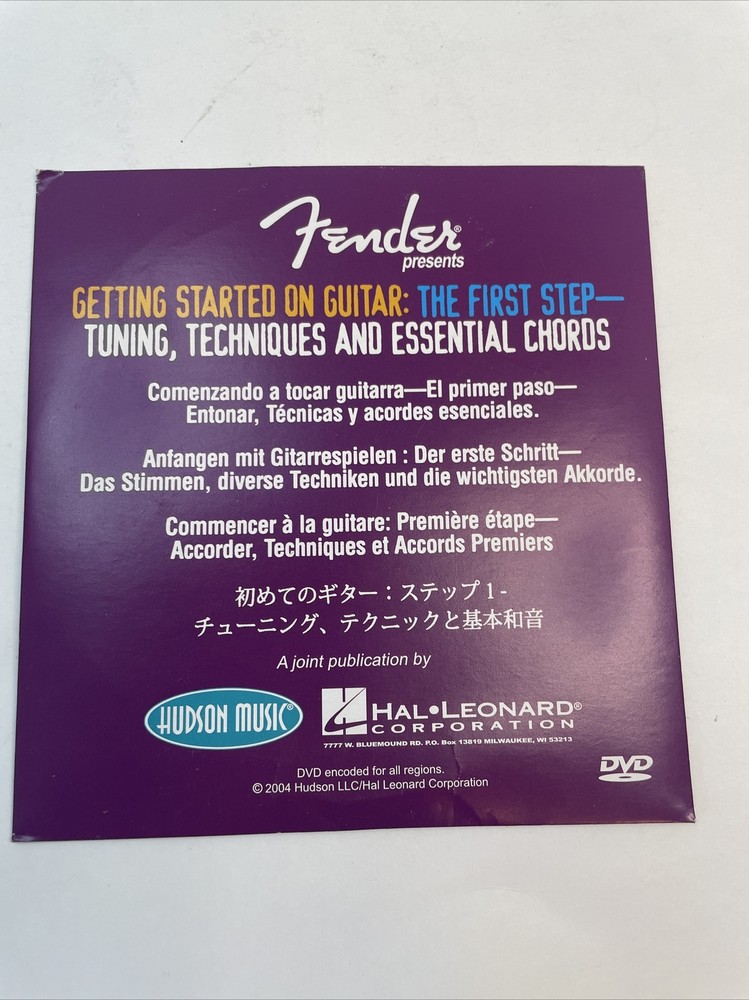 Fender®
presents
GETTING STARTED ON GUITAR: THE FIRST STEP—
TUNING, TECHNIQUES AND ESSENTIAL CHORDS
Comenzando a tocar guitarra—El primer paso—
Entonar, Técnicas y acordes esenciales.
Anfangen mit Gitarrespielen : Der erste Schritt—
Das Stimmen, diverse Techniken und die wichtigsten Akkorde.
Commencer à la guitare: Première étape—
Accorder, Techniques et Accords Premiers
初めてのギター：ステップ 1 -
チューニング、テクニックと基本和音
A joint publication by
HUDSON MUSIC®
HAL•LEONARD®
CORPORATION
7777 W. BLUEMOUND RD. P.O. Box 13819 MILWAUKEE, WI 53213
DVD
DVD encoded for all regions.
© 2004 Hudson LLC/Hal Leonard Corporation